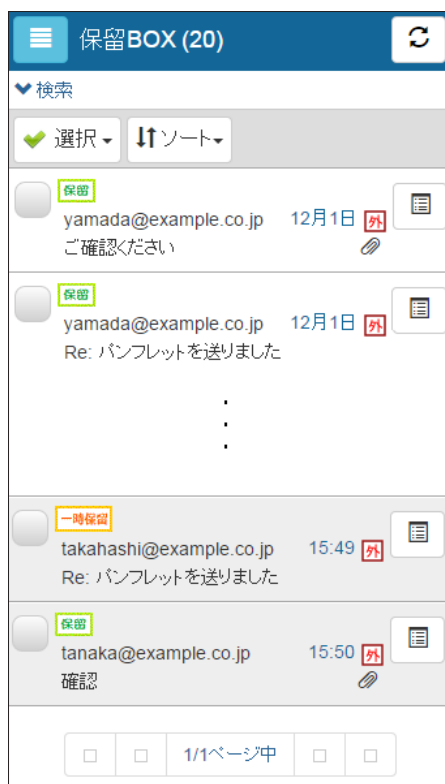 保留BOX (20)
検索
選択 ソート
保留
yamada@example.co.jp 12月1日 外
ご確認ください
保留
yamada@example.co.jp 12月1日 外
Re: パンフレットを送りました
一時保留
takahashi@example.co.jp 15:49 外
Re: パンフレットを送りました
保留
tanaka@example.co.jp 15:50 外
確認
1/1ページ中